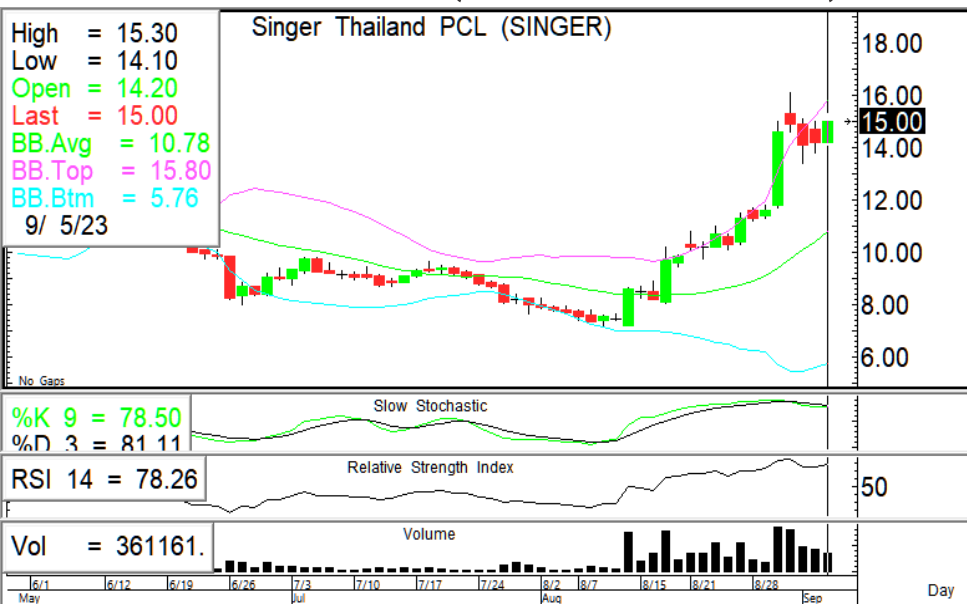 Singer Thailand PCL (SINGER)
High = 15.30
Low = 14.10
Open = 14.20
Last = 15.00
BB.Avg = 10.78
BB.Top = 15.80
BB.Btm = 5.76
9/ 5/23
18.00
16.00
15.00
14.00
12.00
10.00
8.00
6.00
No Gaps
Slow Stochastic
%K 9 = 78.50
%D 3 = 81.11
Relative Strength Index
RSI 14 = 78.26
50
Volume
Vol = 361161.
6/1 6/12 6/19 6/26 7/3 7/10 7/17 7/24 8/2 8/7 8/15 8/21 8/28
May Jul Aug Sep
Day